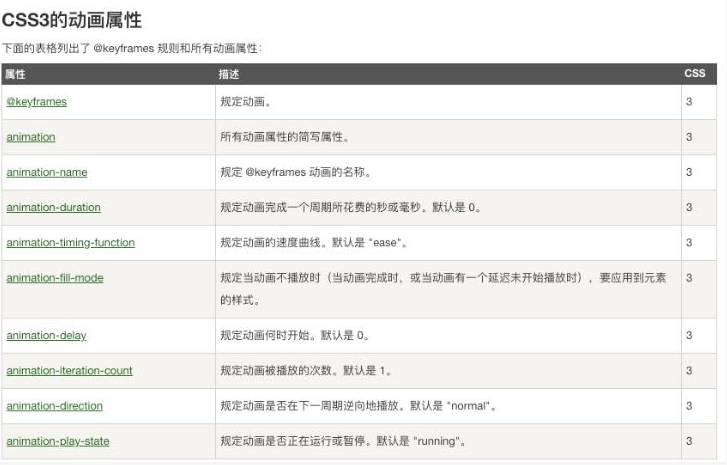 CSS3的动画属性
下面的表格列出了 @keyframes 规则和所有动画属性：
属性 描述 CSS
@keyframes 规定动画。 3
animation 所有动画属性的简写属性。 3
animation-name 规定 @keyframes 动画的名称。 3
animation-duration 规定动画完成一个周期所花费的秒或毫秒。默认是 0。 3
animation-timing-function 规定动画的速度曲线。默认是 "ease"。 3
animation-fill-mode 规定当动画不播放时（当动画完成时，或当动画有一个延迟未开始播放时），要应用到元素 3
的样式。
animation-delay 规定动画何时开始。默认是 0。 3
animation-iteration-count 规定动画被播放的次数。默认是 1。 3
animation-direction 规定动画是否在下一周期逆向地播放。默认是 "normal"。 3
animation-play-state 规定动画是否正在运行或暂停。默认是 "running"。 3